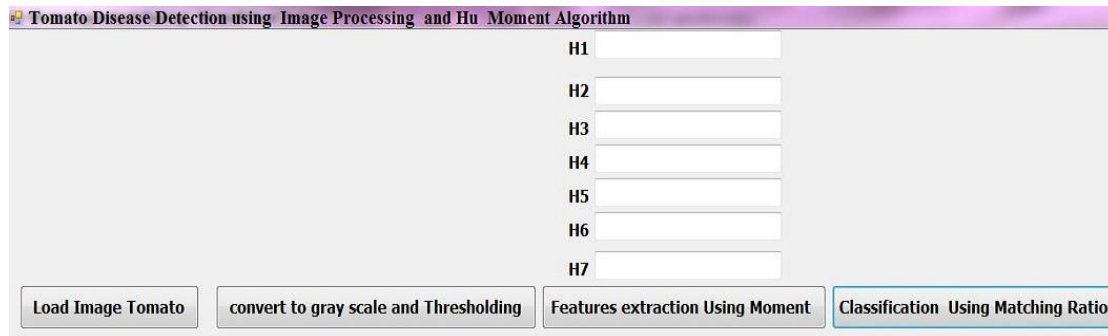 Tomato Disease Detection using Image Processing and Hu Moment Algorithm
H1
H2
H3
H4
H5
H6
H7
Load Image Tomato
convert to gray scale and Thresholding
Features extraction Using Moment
Classification Using Matching Ratio